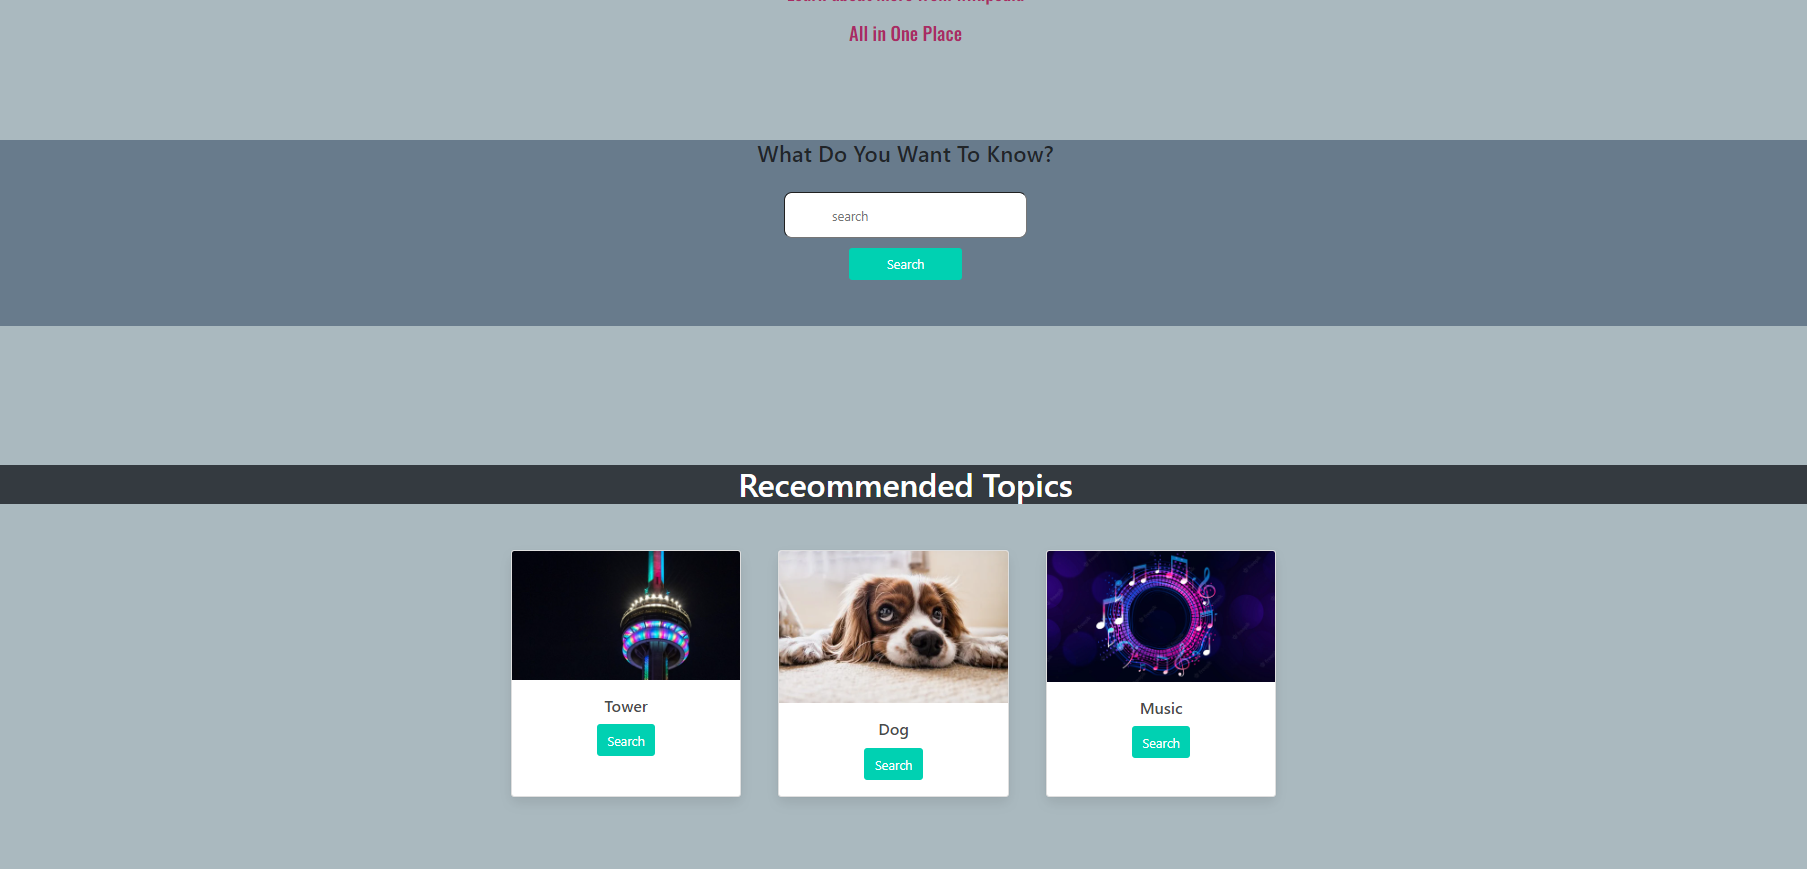 All in One Place
What Do You Want To Know?
search
Search
Receommended Topics
Tower
Search
Dog
Search
Music
Search